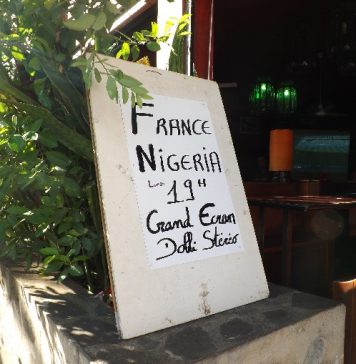 FRANCE
NIGERIA
19H
Grand Ecran
Dolbi Stéréo